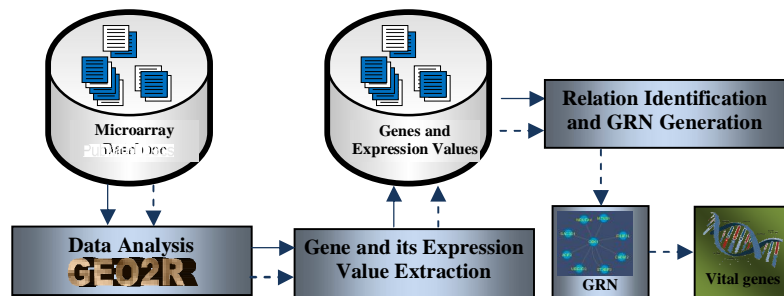 Microarray
Genes and
Expression Values
Relation Identification
and GRN Generation
Data Analysis
GEO2R
Gene and its Expression
Value Extraction
GRN
Vital genes